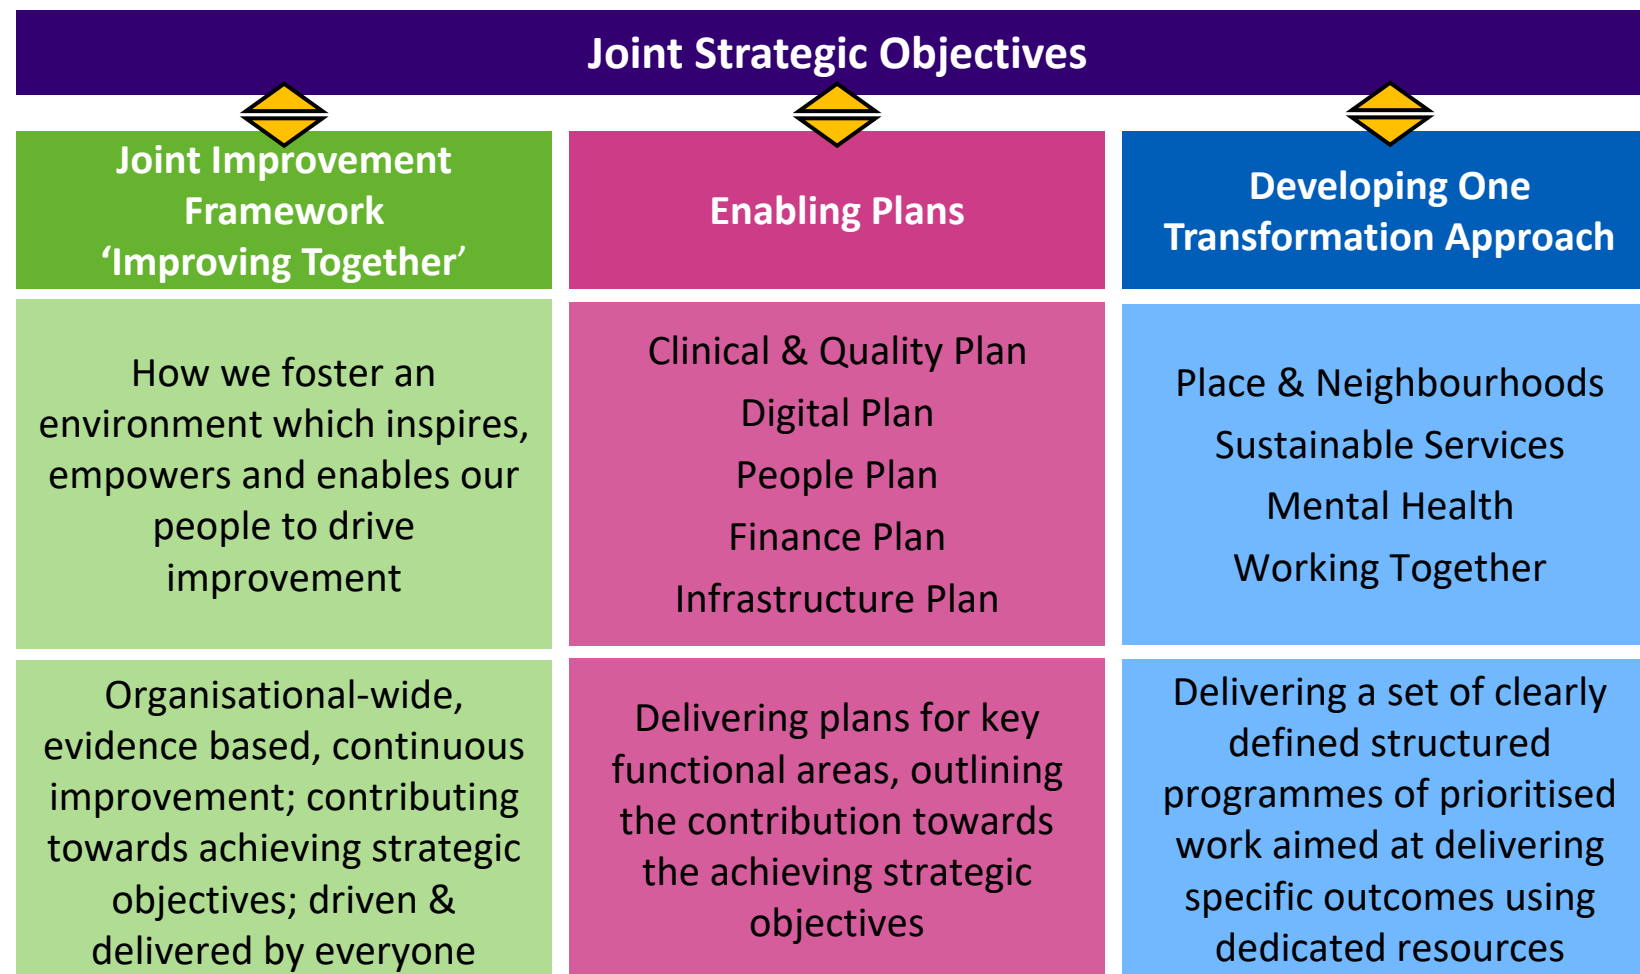 Joint Strategic Objectives
Joint Improvement
Framework
‘Improving Together’
Enabling Plans
Developing One
Transformation Approach
How we foster an
environment which inspires,
empowers and enables our
people to drive
improvement
Clinical & Quality Plan
Digital Plan
People Plan
Finance Plan
Infrastructure Plan
Place & Neighbourhoods
Sustainable Services
Mental Health
Working Together
Organisational-wide,
evidence based, continuous
improvement; contributing
towards achieving strategic
objectives; driven &
delivered by everyone
Delivering plans for key
functional areas, outlining
the contribution towards
the achieving strategic
objectives
Delivering a set of clearly
defined structured
programmes of prioritised
work aimed at delivering
specific outcomes using
dedicated resources